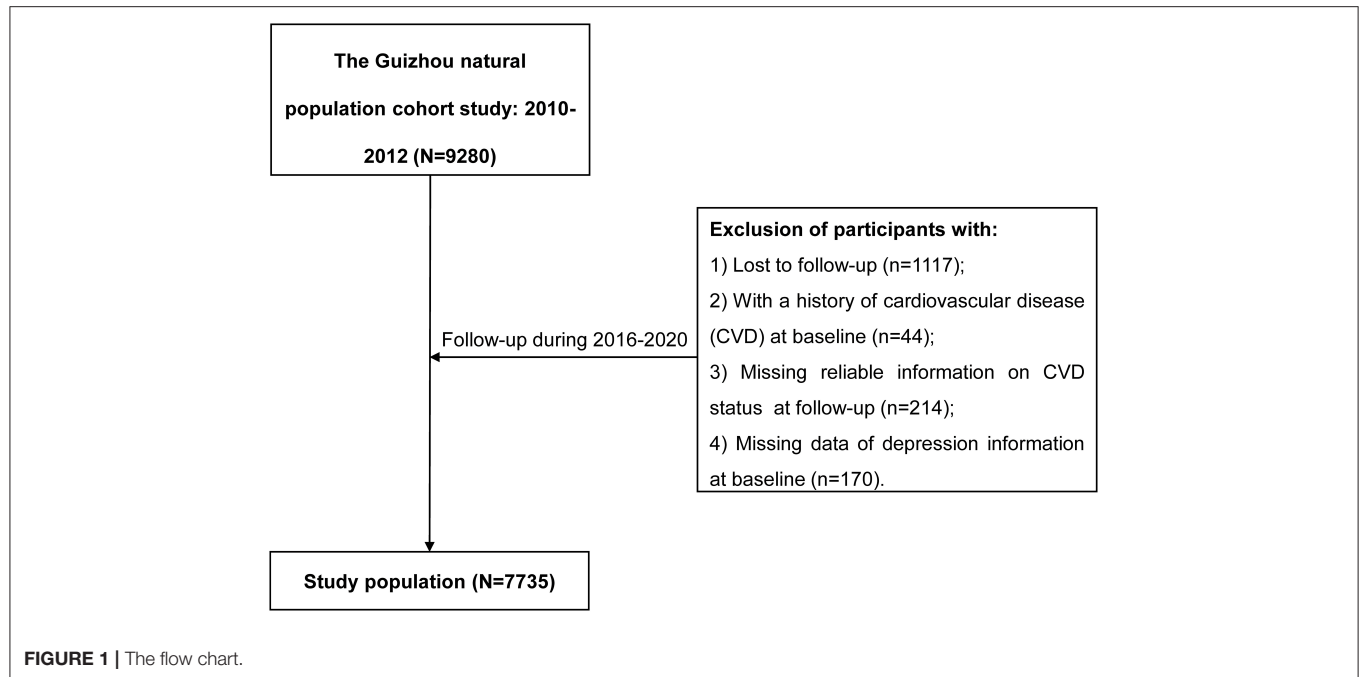 The Guizhou natural
population cohort study: 2010-
2012 (N=9280)
Exclusion of participants with:
1) Lost to follow-up (n=1117);
2) With a history of cardiovascular disease
(CVD) at baseline (n=44);
3) Missing reliable information on CVD
status at follow-up (n=214);
4) Missing data of depression information
at baseline (n=170).
Follow-up during 2016-2020
Study population (N=7735)
FIGURE 1 | The flow chart.